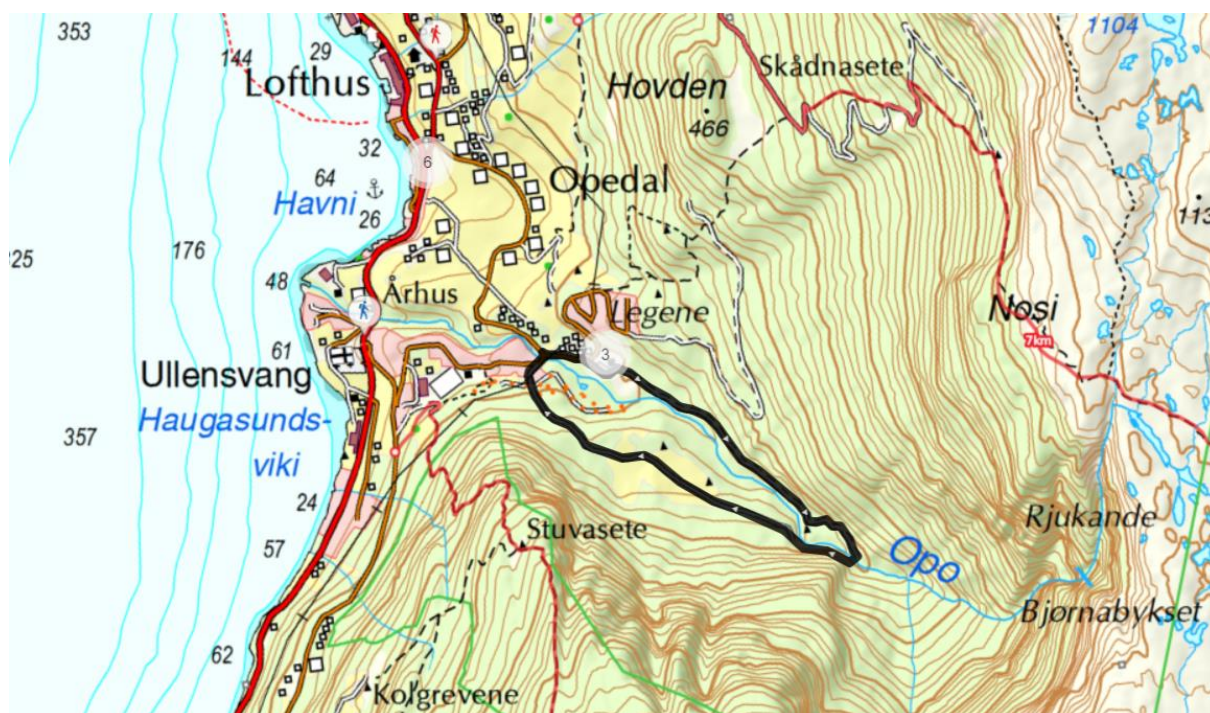 353
144
29
Lofthus
Hovden
466
Skådnasete
1104
32
6
64
Havni
26
Opedal
176
25
48
Århus
Legene
113
61
3
Nosi
7km
Ullensvang
Haugasunds-
viki
357
24
57
Stuvasete
Rjukande
Opo
Bjørnabykset
62
Kolgrevene